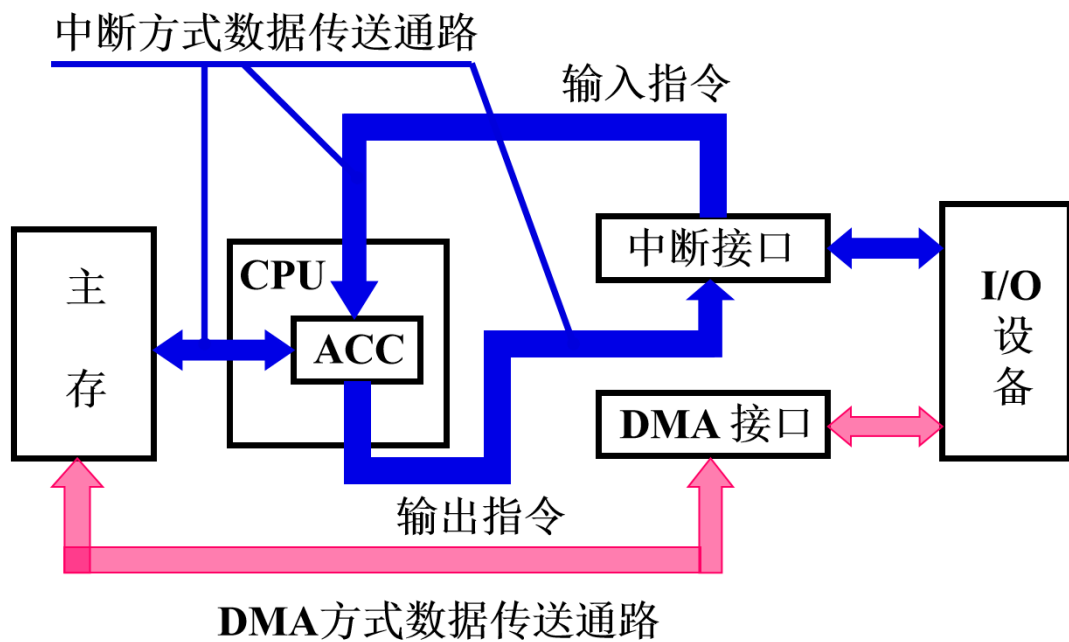 中断方式数据传送通路
输入指令
主
存
CPU
ACC
中断接口
DMA 接口
I/O
设
备
输出指令
DMA方式数据传送通路